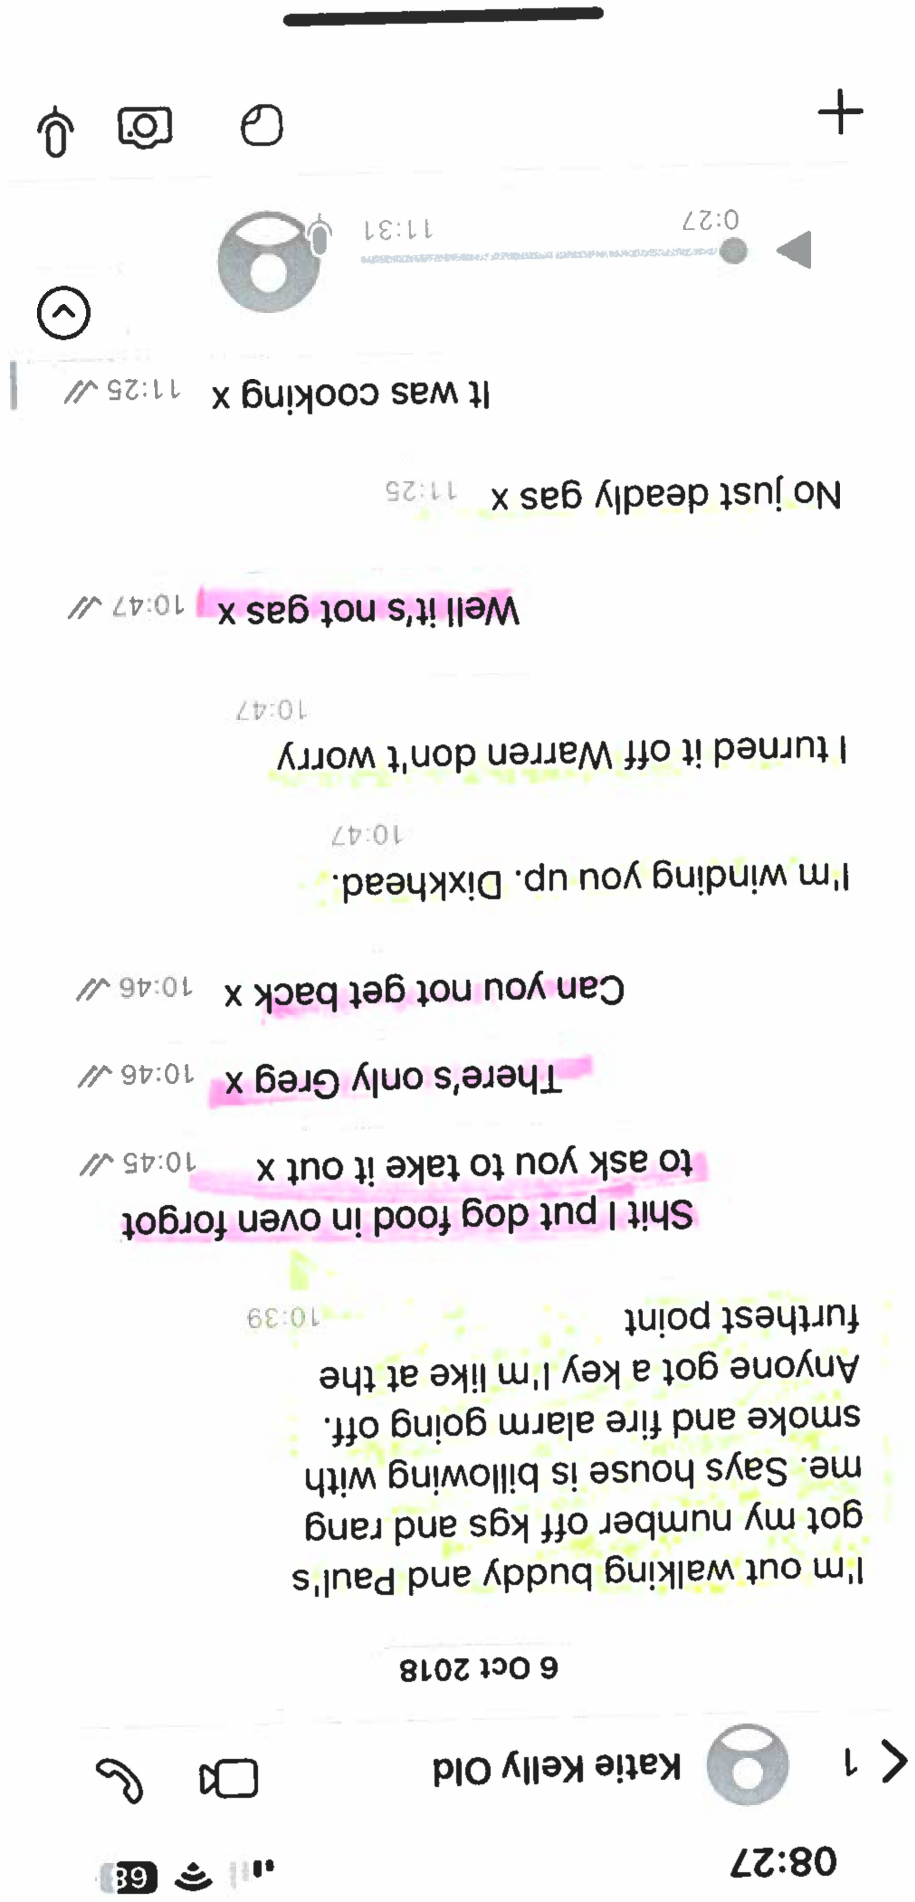 08:27
68
1
Katie Kelly Old
6 Oct 2018
I'm out walking buddy and Paul's
got my number off kgs and rang
me. Says house is billowing with
smoke and fire alarm going off.
Anyone got a key I'm like at the
furthest point
10:39
Shit I put dog food in oven forgot
to ask you to take it out x 10:45
There's only Greg x 10:46
Can you not get back x 10:46
I'm winding you up. Dixkhead.
10:47
I turned it off Warren don't worry
10:47
Well it's not gas x 10:47
No just deadly gas x 11:25
It was cooking x 11:25
0:27 11:31